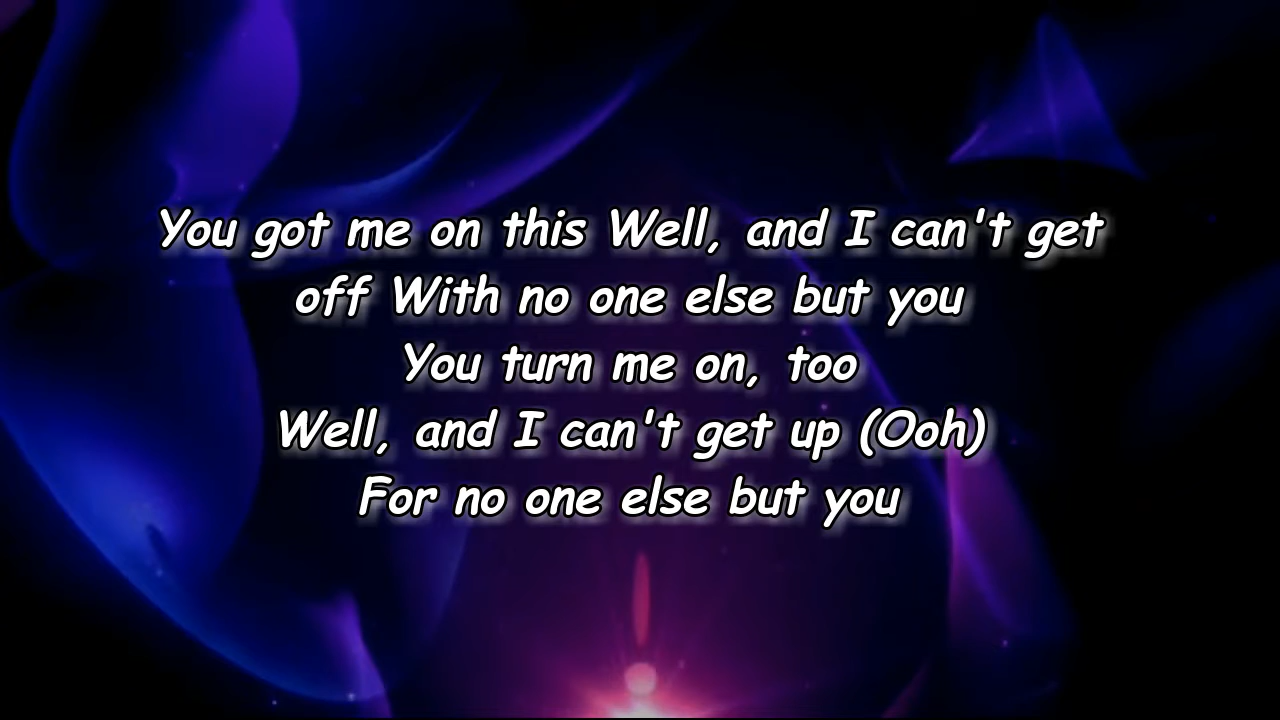 You got me on this Well, and I can't get
off With no one else but you
You turn me on, too
Well, and I can't get up (Ooh)
For no one else but you